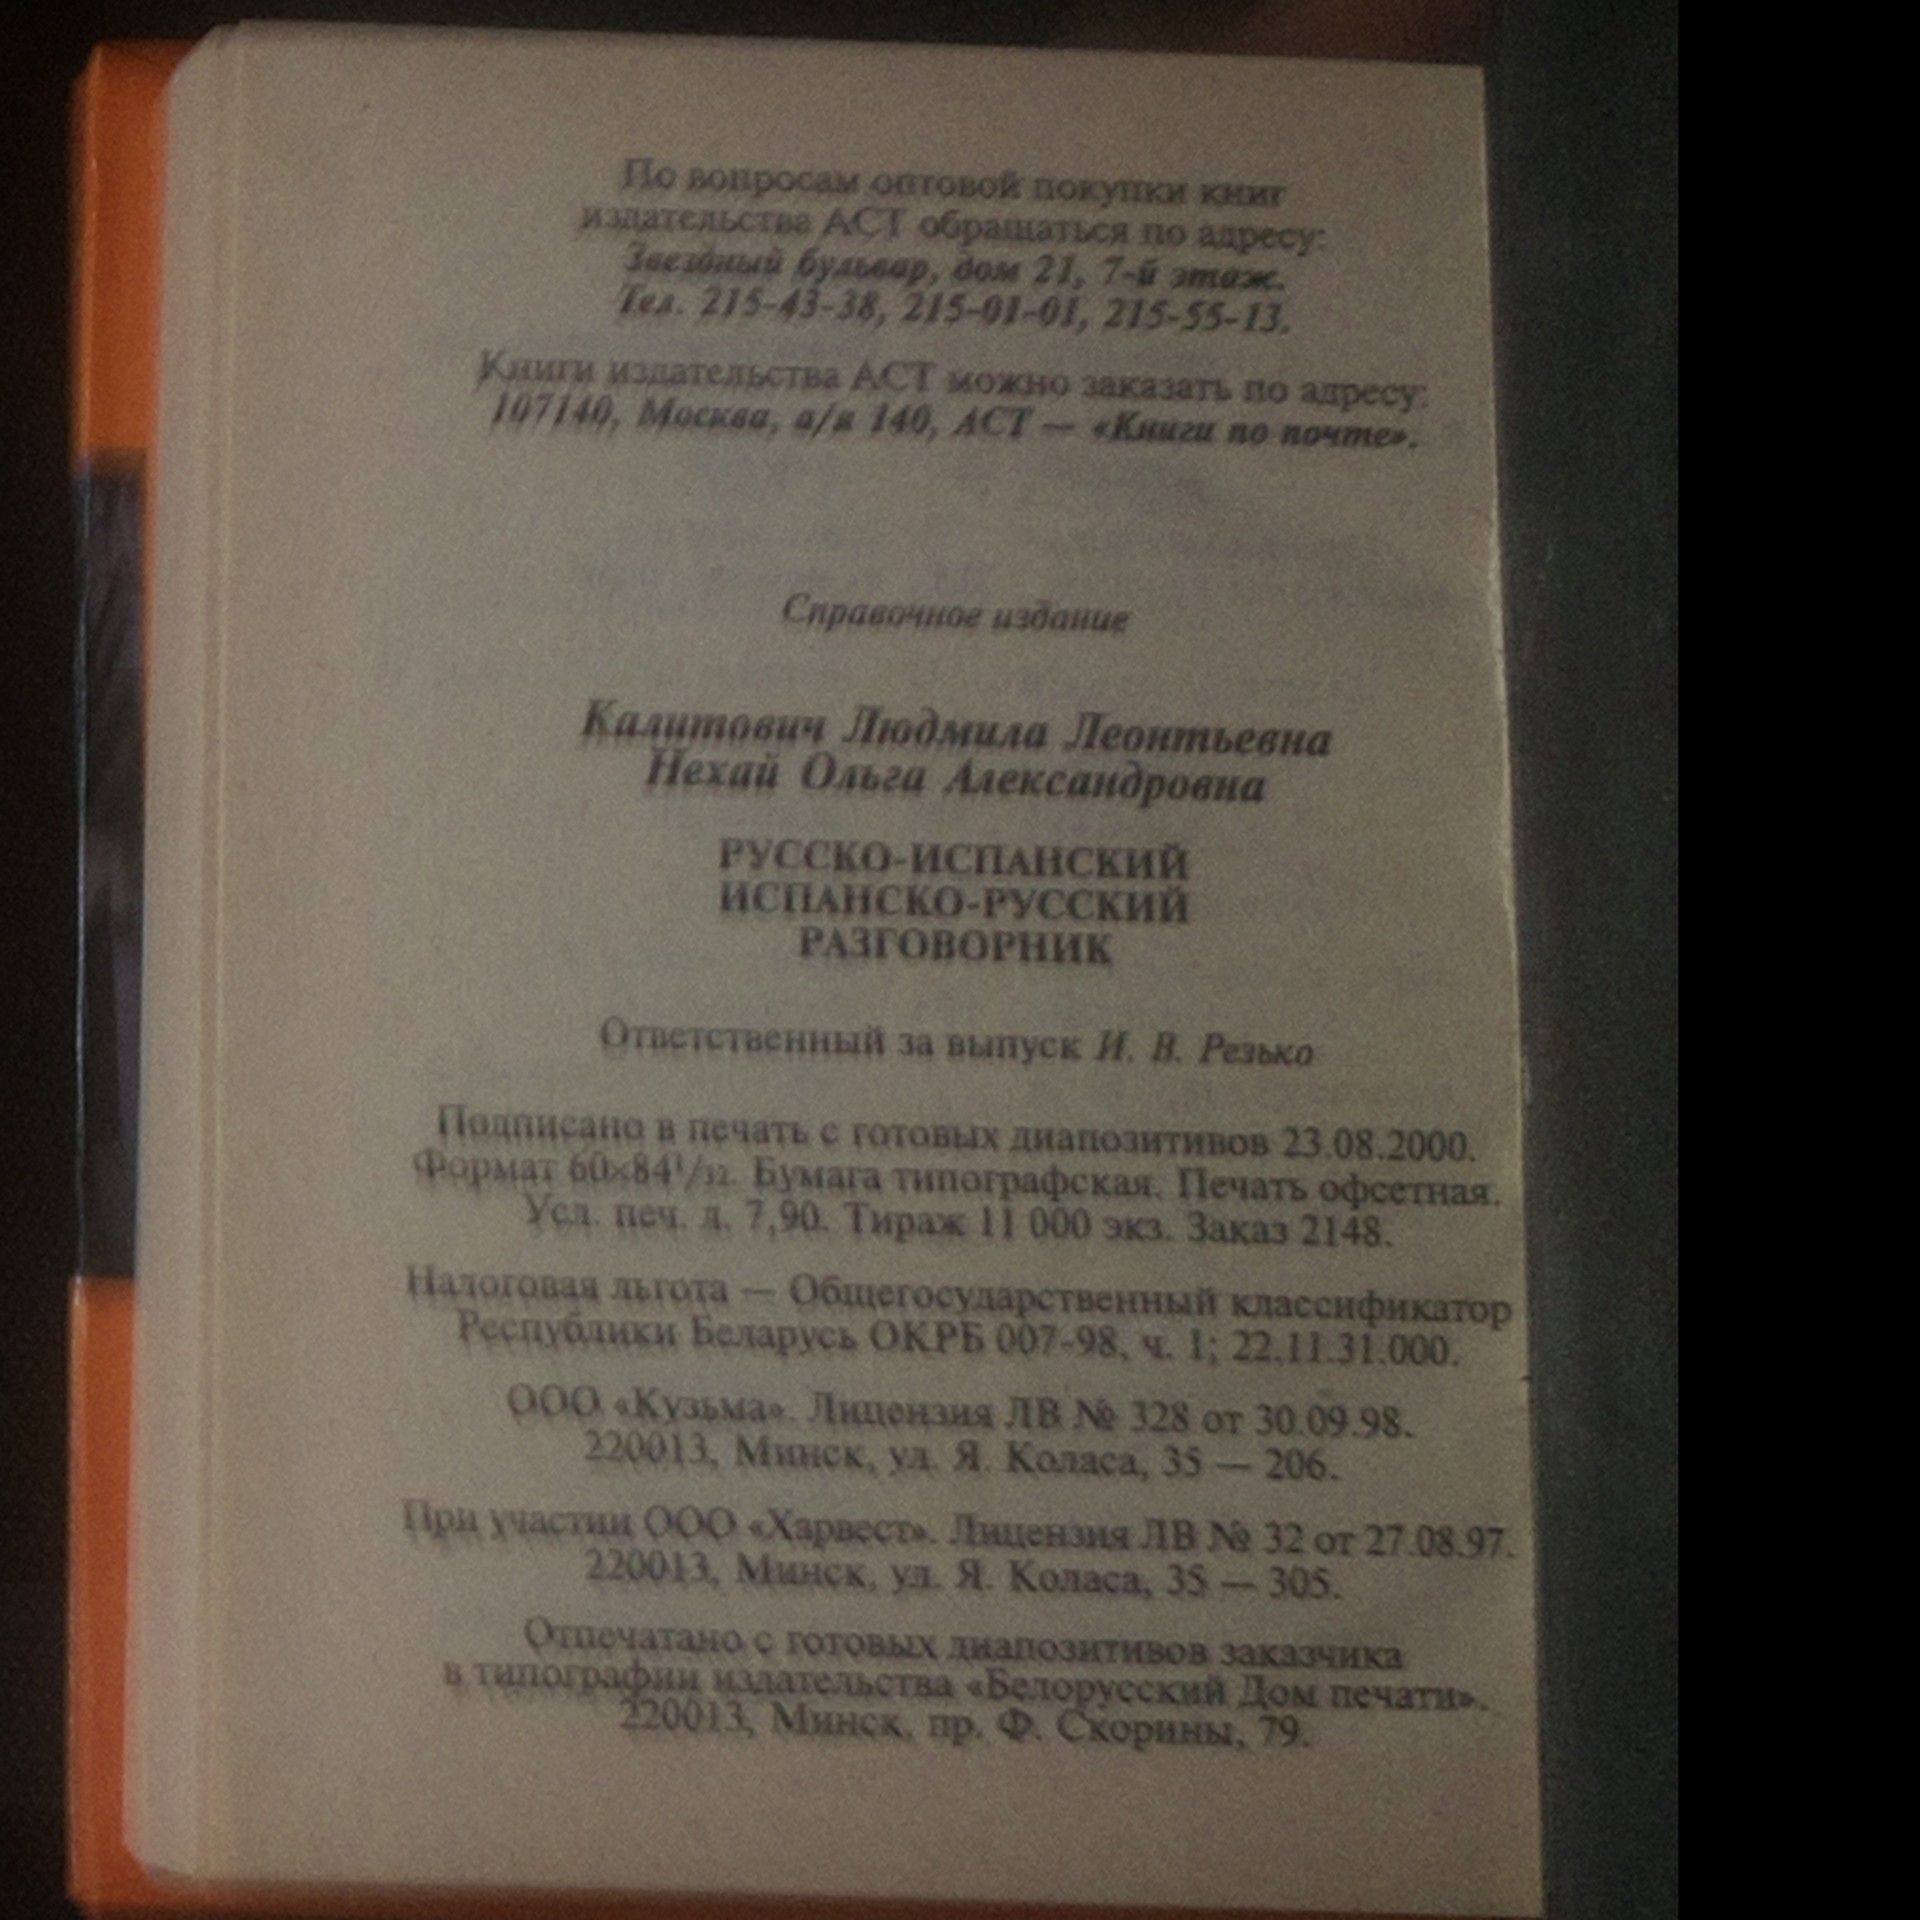 По вопросам оптовой покупки книг
издательства АСТ обращаться по адресу:
Звездный бульвар, дом 21, 7-й этаж.
Тел. 215-43-38, 215-01-01, 215-55-13.
Книги издательства АСТ можно заказать по адресу:
107140, Москва, а/я 140, АСТ — «Книги по почте».
Справочное издание
Калитович Людмила Леонтьевна
Нехай Ольга Александровна
РУССКО-ИСПАНСКИЙ
ИСПАНСКО-РУССКИЙ
РАЗГОВОРНИК
Ответственный за выпуск И. В. Резько
Подписано в печать с готовых диапозитивов 23.08.2000.
Формат 60×84¹/₃₂. Бумага типографская. Печать офсетная.
Усл. печ. л. 7,90. Тираж 11 000 экз. Заказ 2148.
Налоговая льгота — Общегосударственный классификатор
Республики Беларусь ОКРБ 007-98, ч. 1; 22.11.31.000.
ООО «Кузьма». Лицензия ЛВ № 328 от 30.09.98.
220013, Минск, ул. Я. Коласа, 35 — 206.
При участии ООО «Харвест». Лицензия ЛВ № 32 от 27.08.97.
220013, Минск, ул. Я. Коласа, 35 — 305.
Отпечатано с готовых диапозитивов заказчика
в типографии издательства «Белорусский Дом печати».
220013, Минск, пр. Ф. Скорины, 79.